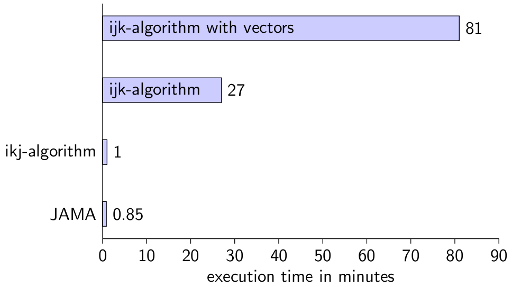 ijk-algorithm with vectors 81
ijk-algorithm 27
ikj-algorithm 1
JAMA 0.85
0 10 20 30 40 50 60 70 80 90
execution time in minutes